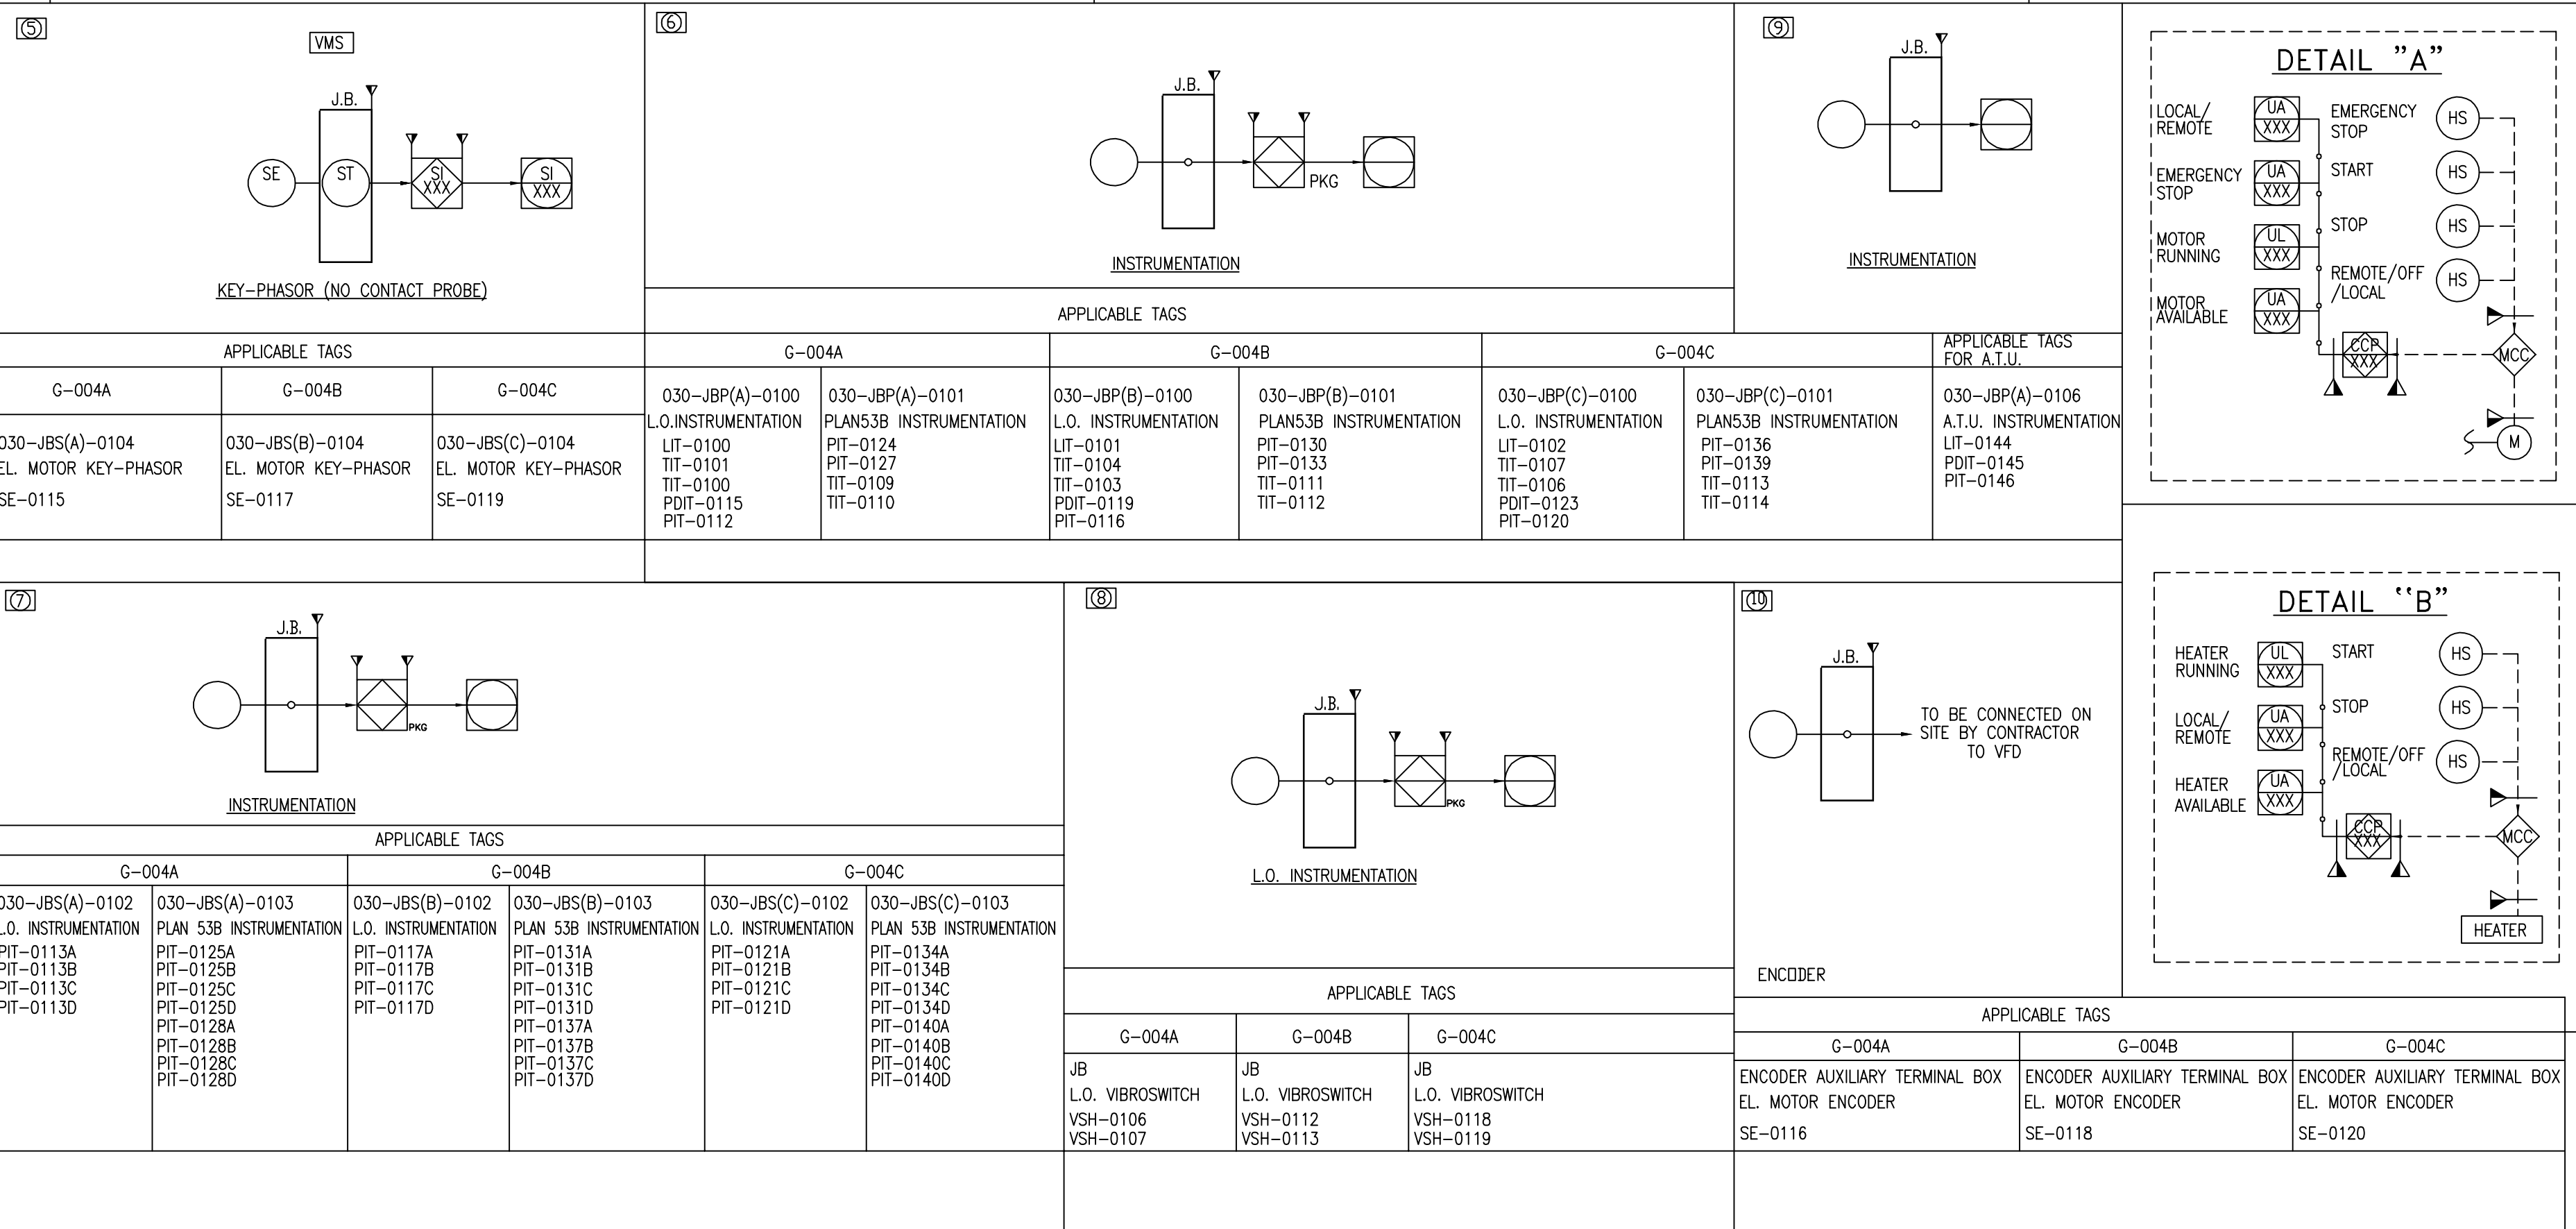 5
VMS
J.B.
SE
ST
SI
XXX
SI
XXX
KEY-PHASOR (NO CONTACT PROBE)
APPLICABLE TAGS
G-004A
G-004B
G-004C
030-JBS(A)-0104
EL. MOTOR KEY-PHASOR
SE-0115
030-JBS(B)-0104
EL. MOTOR KEY-PHASOR
SE-0117
030-JBS(C)-0104
EL. MOTOR KEY-PHASOR
SE-0119
6
J.B.
PKG
INSTRUMENTATION
APPLICABLE TAGS
G-004A
G-004B
G-004C
030-JBP(A)-0100
L.O.INSTRUMENTATION
LIT-0100
TIT-0101
TIT-0100
PDIT-0115
PIT-0112
030-JBP(A)-0101
PLAN53B INSTRUMENTATION
PIT-0124
PIT-0127
TIT-0109
TIT-0110
030-JBP(B)-0100
L.O. INSTRUMENTATION
LIT-0101
TIT-0104
TIT-0103
PDIT-0119
PIT-0116
030-JBP(B)-0101
PLAN53B INSTRUMENTATION
PIT-0130
PIT-0133
TIT-0111
TIT-0112
030-JBP(C)-0100
L.O. INSTRUMENTATION
LIT-0102
TIT-0107
TIT-0106
PDIT-0123
PIT-0120
030-JBP(C)-0101
PLAN53B INSTRUMENTATION
PIT-0136
PIT-0139
TIT-0113
TIT-0114
9
J.B.
INSTRUMENTATION
APPLICABLE TAGS
FOR A.T.U.
030-JBP(A)-0106
A.T.U. INSTRUMENTATION
LIT-0144
PDIT-0145
PIT-0146
DETAIL "A"
LOCAL/
REMOTE
UA
XXX
EMERGENCY
STOP
HS
EMERGENCY
STOP
UA
XXX
START
HS
MOTOR
RUNNING
UL
XXX
STOP
HS
MOTOR
AVAILABLE
UA
XXX
REMOTE/OFF
/LOCAL
HS
CCP
XXX
MCC
M
7
J.B.
PKG
INSTRUMENTATION
APPLICABLE TAGS
G-004A
G-004B
G-004C
030-JBS(A)-0102
L.O. INSTRUMENTATION
PIT-0113A
PIT-0113B
PIT-0113C
PIT-0113D
030-JBS(A)-0103
PLAN 53B INSTRUMENTATION
PIT-0125A
PIT-0125B
PIT-0125C
PIT-0125D
PIT-0128A
PIT-0128B
PIT-0128C
PIT-0128D
030-JBS(B)-0102
L.O. INSTRUMENTATION
PIT-0117A
PIT-0117B
PIT-0117C
PIT-0117D
030-JBS(B)-0103
PLAN 53B INSTRUMENTATION
PIT-0131A
PIT-0131B
PIT-0131C
PIT-0131D
PIT-0137A
PIT-0137B
PIT-0137C
PIT-0137D
030-JBS(C)-0102
L.O. INSTRUMENTATION
PIT-0121A
PIT-0121B
PIT-0121C
PIT-0121D
030-JBS(C)-0103
PLAN 53B INSTRUMENTATION
PIT-0134A
PIT-0134B
PIT-0134C
PIT-0134D
PIT-0140A
PIT-0140B
PIT-0140C
PIT-0140D
8
J.B.
PKG
L.O. INSTRUMENTATION
APPLICABLE TAGS
G-004A
G-004B
G-004C
JB
L.O. VIBROSWITCH
VSH-0106
VSH-0107
JB
L.O. VIBROSWITCH
VSH-0112
VSH-0113
JB
L.O. VIBROSWITCH
VSH-0118
VSH-0119
10
J.B.
TO BE CONNECTED ON
SITE BY CONTRACTOR
TO VFD
ENCODER
APPLICABLE TAGS
G-004A
G-004B
G-004C
ENCODER AUXILIARY TERMINAL BOX
EL. MOTOR ENCODER
SE-0116
ENCODER AUXILIARY TERMINAL BOX
EL. MOTOR ENCODER
SE-0118
ENCODER AUXILIARY TERMINAL BOX
EL. MOTOR ENCODER
SE-0120
DETAIL "B"
HEATER
RUNNING
UL
XXX
START
HS
LOCAL/
REMOTE
UA
XXX
STOP
HS
HEATER
AVAILABLE
UA
XXX
REMOTE/OFF
/LOCAL
HS
CCP
XXX
MCC
HEATER